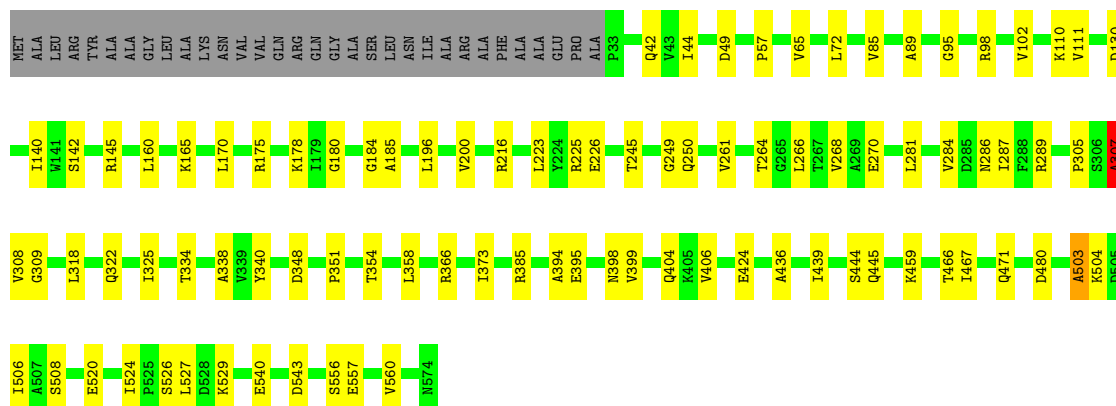 MET ALA LEU ARG TYR ALA ALA GLY LEU ALA LYS ASN VAL VAL GLN ARG GLN GLY ALA SER LEU ASN ILE ALA ARG ALA PHE ALA ALA GLU PRO ALA P33 Q42 V43 I44 D49 P57 V65 L72 V85 A89 G95 R98 V102 K110 V111 D130
I140 W141 S142 R145 L160 K165 L170 R175 K178 I179 G180 G184 A185 L196 V200 R216 L223 Y224 R225 E226 T245 G249 Q250 V261 T264 G265 L266 T267 V268 A269 E270 L281 V284 D285 N286 I287 F288 R289 P305 S306 A307
V308 G309 L318 Q322 I325 T334 A338 V339 Y340 D348 P351 T354 L358 R366 I373 R385 A394 E395 N398 V399 Q404 K405 V406 E424 A436 I439 S444 Q445 K459 T466 I467 Q471 D480 A503 K504 D505
I506 A507 S508 E520 I524 P525 S526 L527 D528 K529 E540 D543 S556 E557 V560 N574